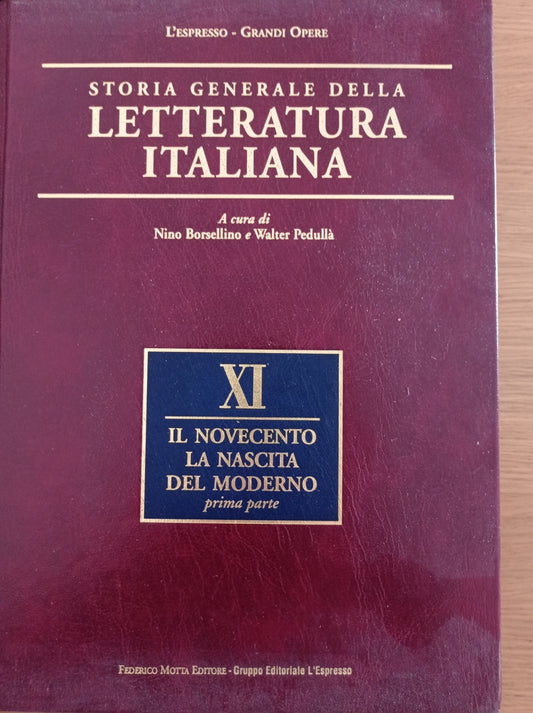 L'ESPRESSO - GRANDI OPERE
STORIA GENERALE DELLA
LETTERATURA
ITALIANA
A cura di
Nino Borsellino e Walter Pedullà
XI
IL NOVECENTO
LA NASCITA
DEL MODERNO
prima parte
FEDERICO MOTTA EDITORE - Gruppo Editoriale L'Espresso